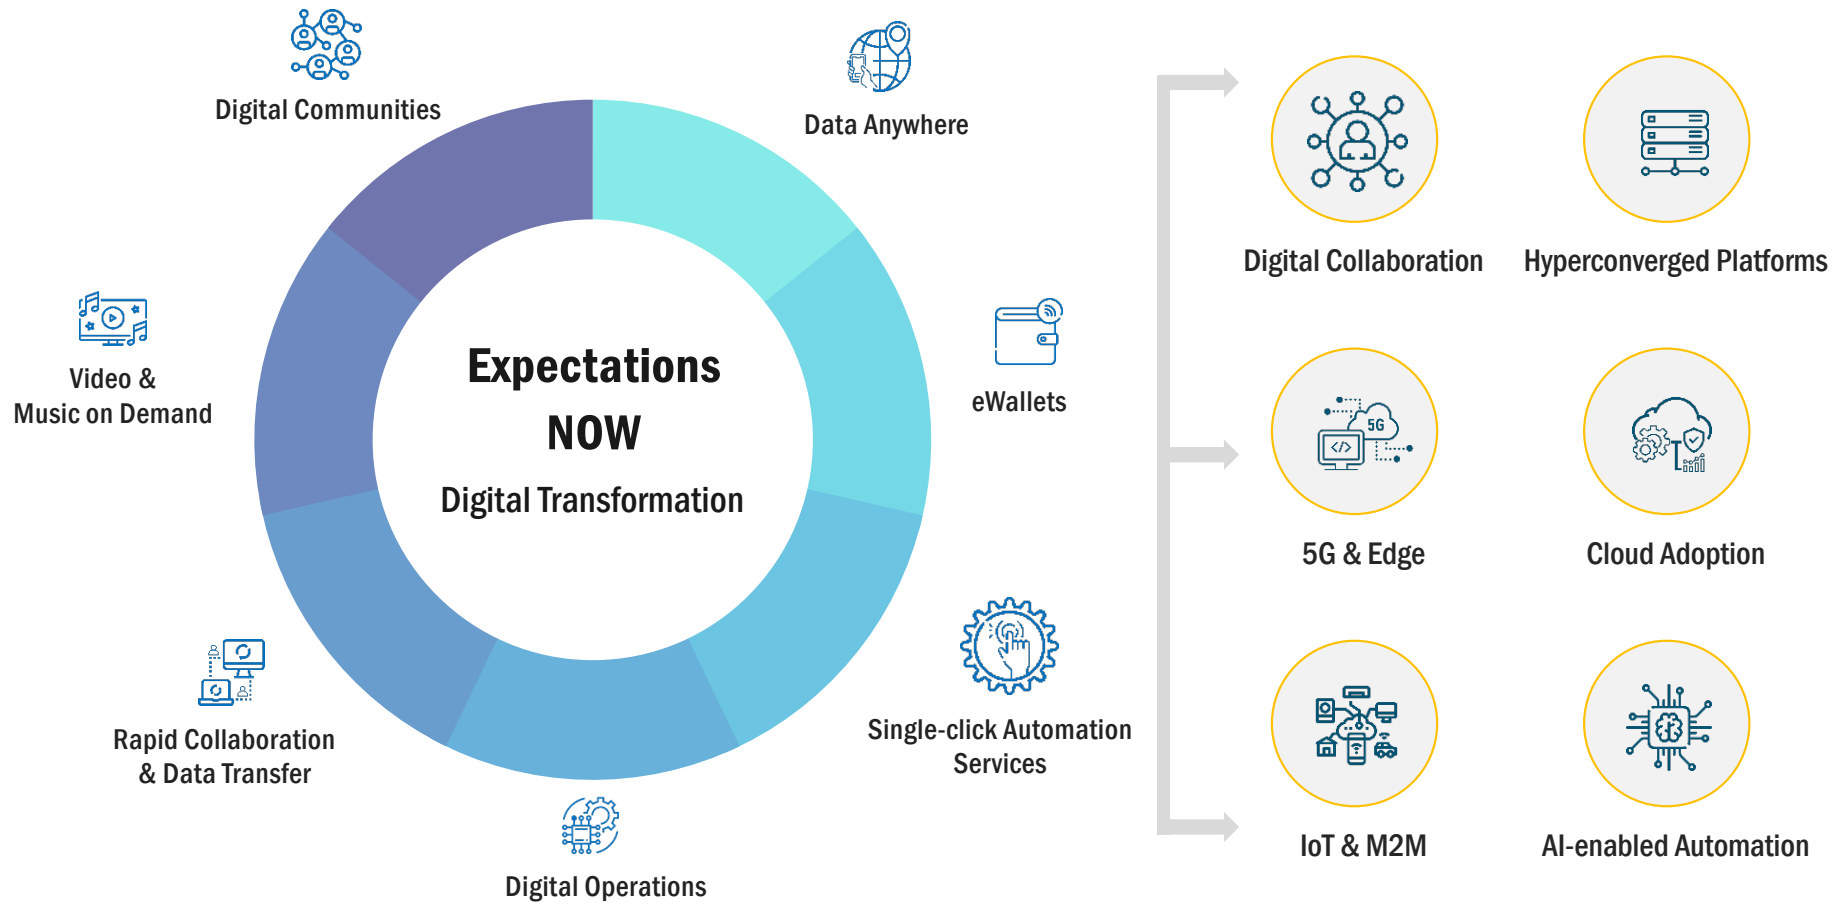 Digital Communities
Data Anywhere
Video &
Music on Demand
Expectations
NOW
Digital Transformation
eWallets
Rapid Collaboration
& Data Transfer
Single-click Automation
Services
Digital Operations
Digital Collaboration
Hyperconverged Platforms
5G
</>
5G & Edge
Cloud Adoption
IoT & M2M
AI-enabled Automation